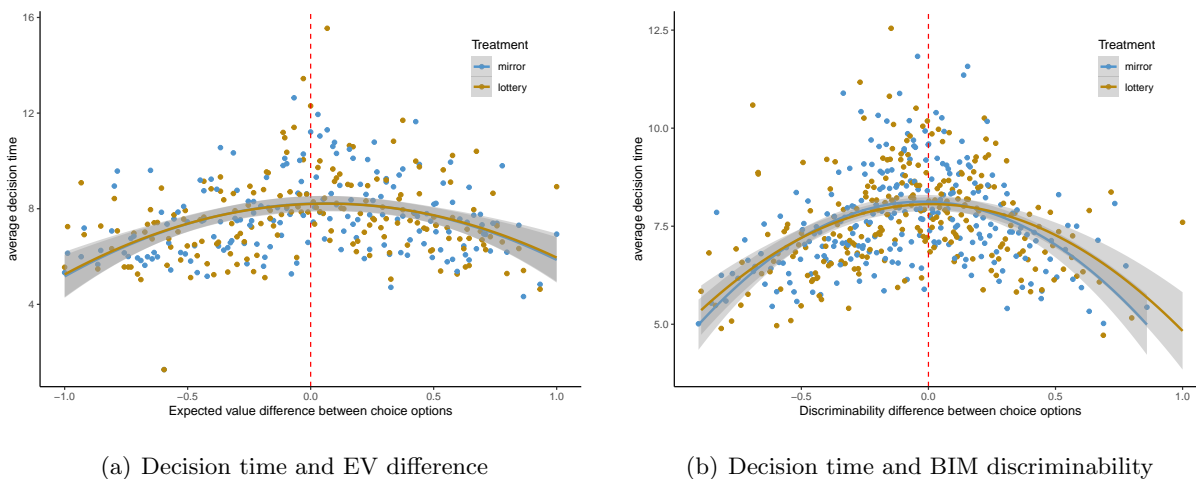 16
12
8
4
average decision time
−1.0
−0.5
0.0
0.5
1.0
Expected value difference between choice options
Treatment
mirror
lottery
(a) Decision time and EV difference
12.5
10.0
7.5
5.0
average decision time
−0.5
0.0
0.5
1.0
Discriminability difference between choice options
Treatment
mirror
lottery
(b) Decision time and BIM discriminability